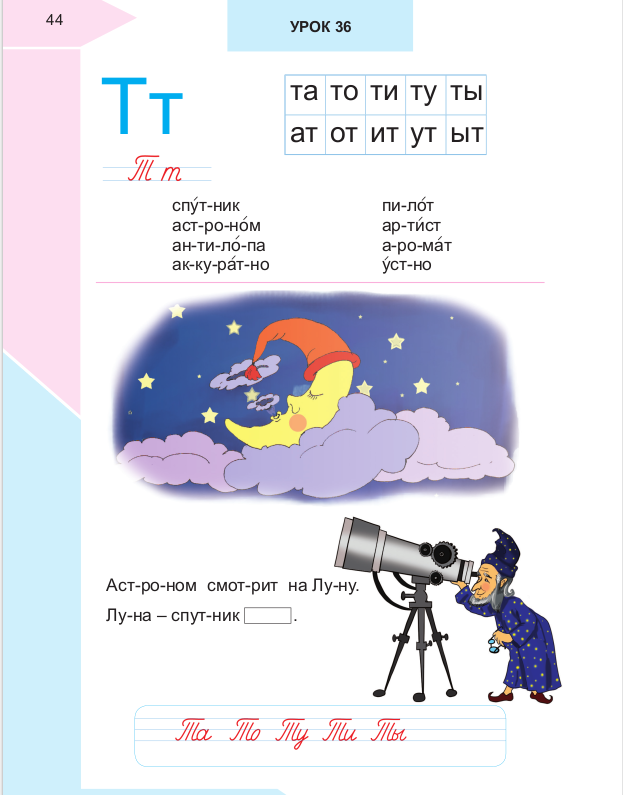 44
УРОК 36
Тт
та то ти ту ты
ат от ит ут ыт
Т т
спу́т-ник
аст-ро-но́м
ан-ти-ло́-па
ак-ку-ра́т-но
пи-ло́т
ар-ти́ст
а-ро-ма́т
у́ст-но
Аст-ро-ном смот-рит на Лу-ну.
Лу-на – спут-ник .
Та То Ту Ти Ты